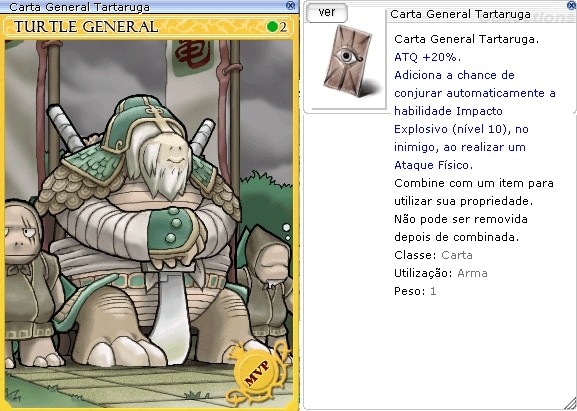 Carta General Tartaruga
TURTLE GENERAL
2
MVP
ver
Carta General Tartaruga
Carta General Tartaruga.
ATQ +20%.
Adiciona a chance de
conjurar automaticamente a
habilidade Impacto
Explosivo (nível 10), no
inimigo, ao realizar um
Ataque Físico.
Combine com um item para
utilizar sua propriedade.
Não pode ser removida
depois de combinada.
Classe: Carta
Utilização: Arma
Peso: 1